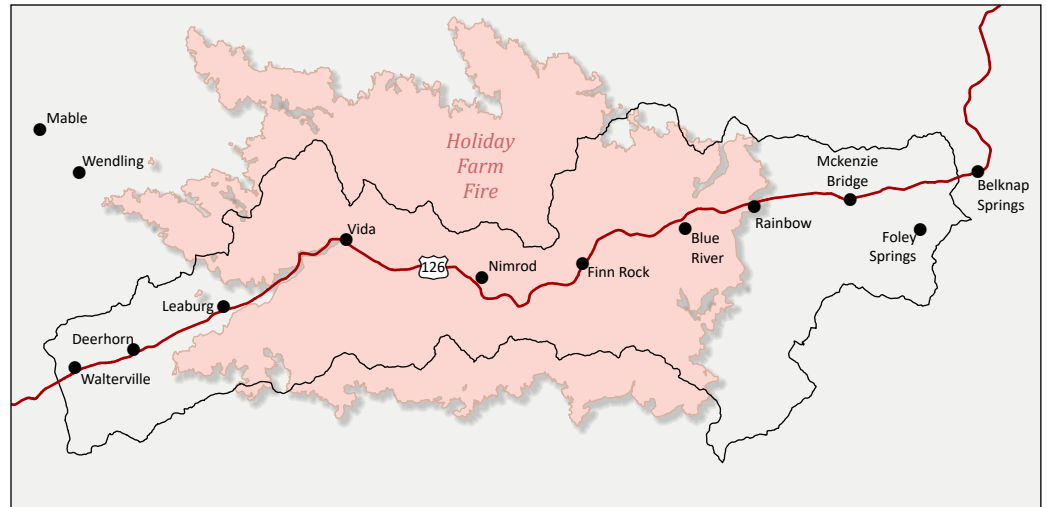 Mable
Wendling
Holiday
Farm
Fire
Mckenzie
Bridge
Belknap
Springs
Rainbow
Vida
Blue
River
Foley
Springs
126
Nimrod
Finn Rock
Leaburg
Deerhorn
Walterville